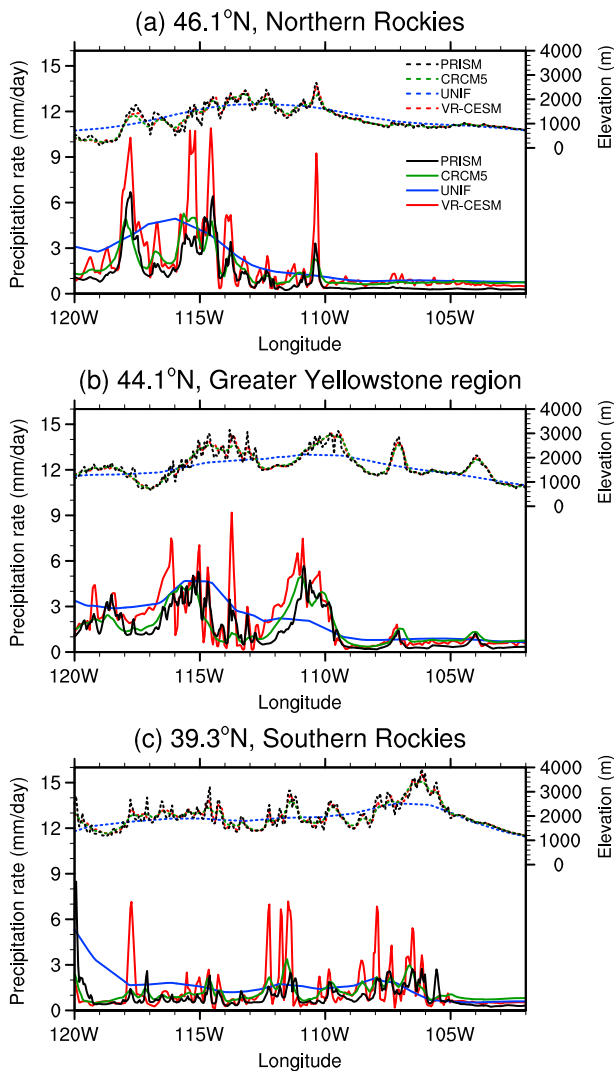 (a) 46.1°N, Northern Rockies
15
12
9
6
3
0
Precipitation rate (mm/day)
4000
3000
2000
1000
0
Elevation (m)
PRISM
CRCM5
UNIF
VR-CESM
PRISM
CRCM5
UNIF
VR-CESM
120W 115W 110W 105W
Longitude
(b) 44.1°N, Greater Yellowstone region
15
12
9
6
3
0
Precipitation rate (mm/day)
4000
3000
2000
1000
0
Elevation (m)
120W 115W 110W 105W
Longitude
(c) 39.3°N, Southern Rockies
15
12
9
6
3
0
Precipitation rate (mm/day)
4000
3000
2000
1000
0
Elevation (m)
120W 115W 110W 105W
Longitude